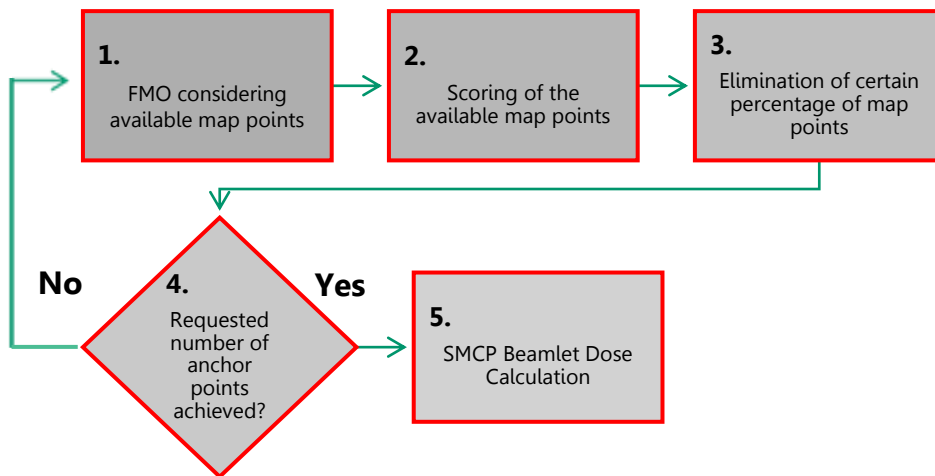 1.
FMO considering
available map points
2.
Scoring of the
available map points
3.
Elimination of certain
percentage of map
points
No
4.
Requested
number of
anchor
points
achieved?
Yes
5.
SMCP Beamlet Dose
Calculation